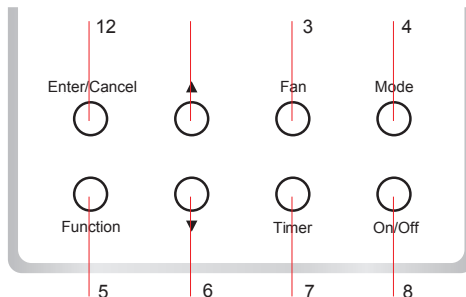 12 3 4
Enter/Cancel ▲ Fan Mode
Function ▼ Timer On/Off
5 6 7 8